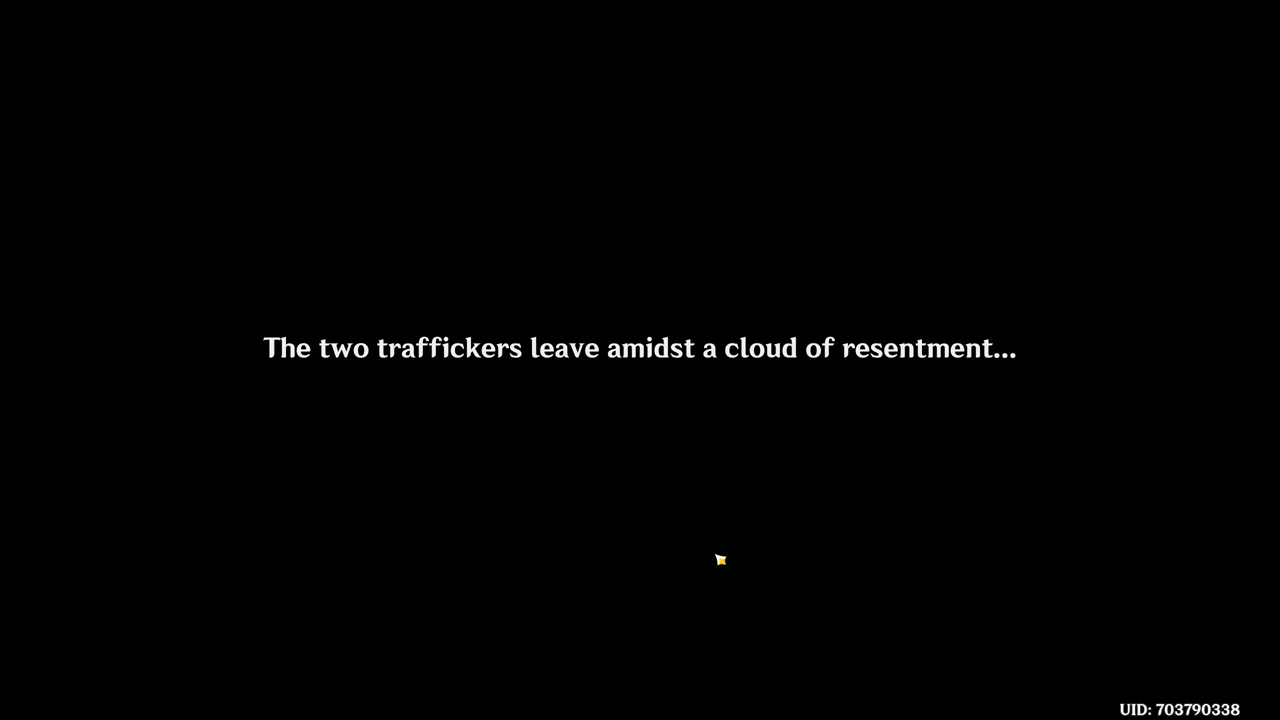 The two traffickers leave amidst a cloud of resentment...
UID: 703790338